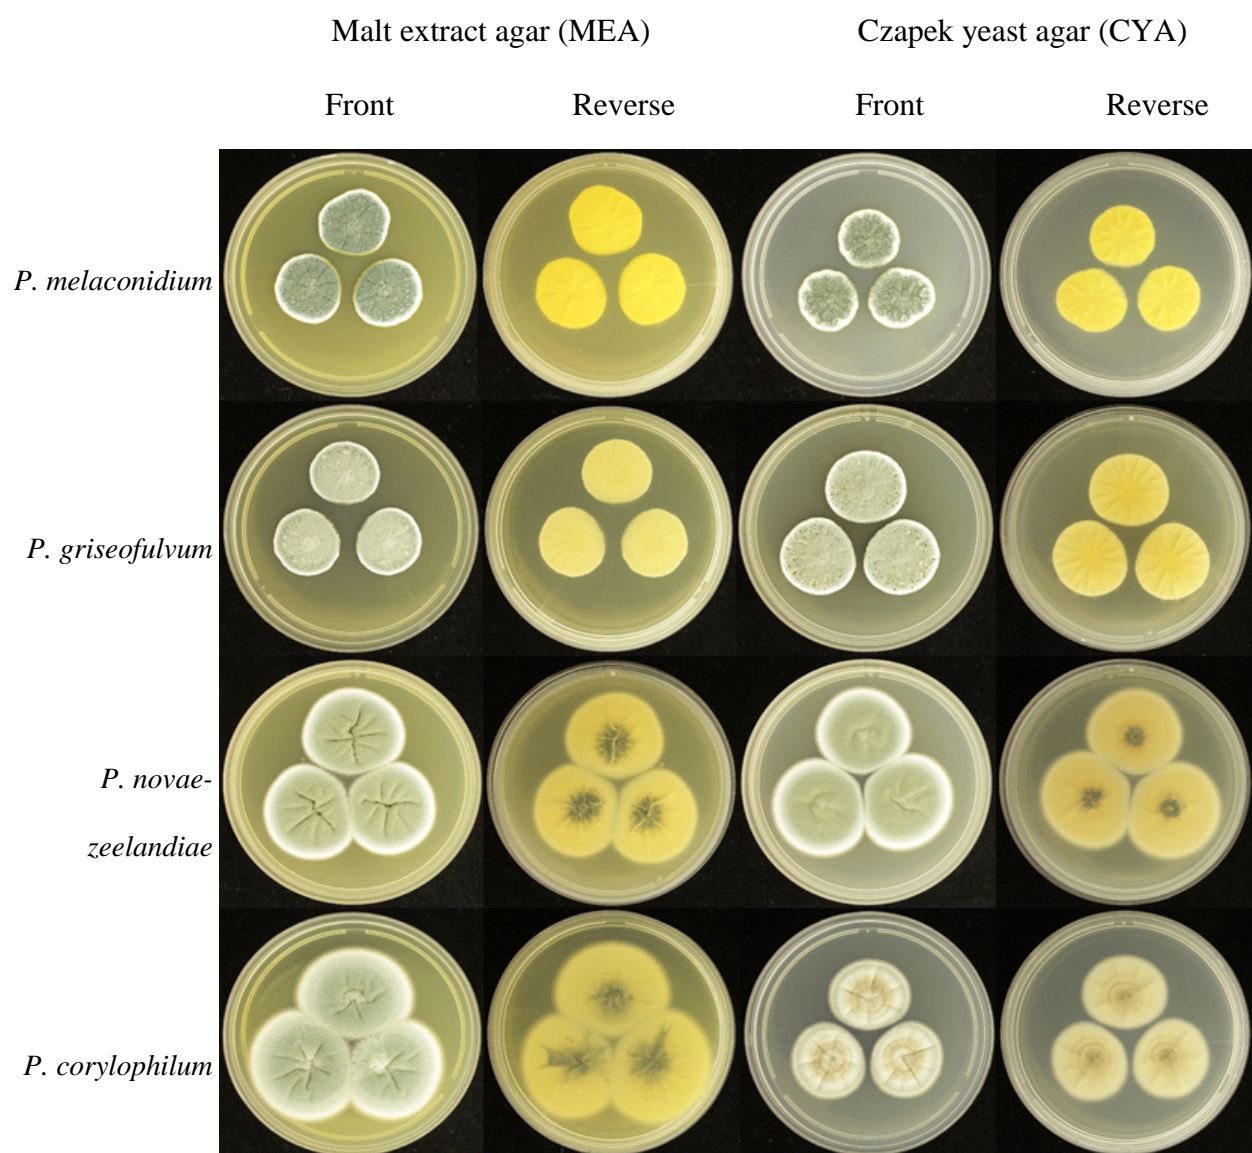 Malt extract agar (MEA) Czapek yeast agar (CYA)
Front Reverse Front Reverse
P. melaconidium
P. griseofulvum
P. novae-
zeelandiae
P. corylophilum